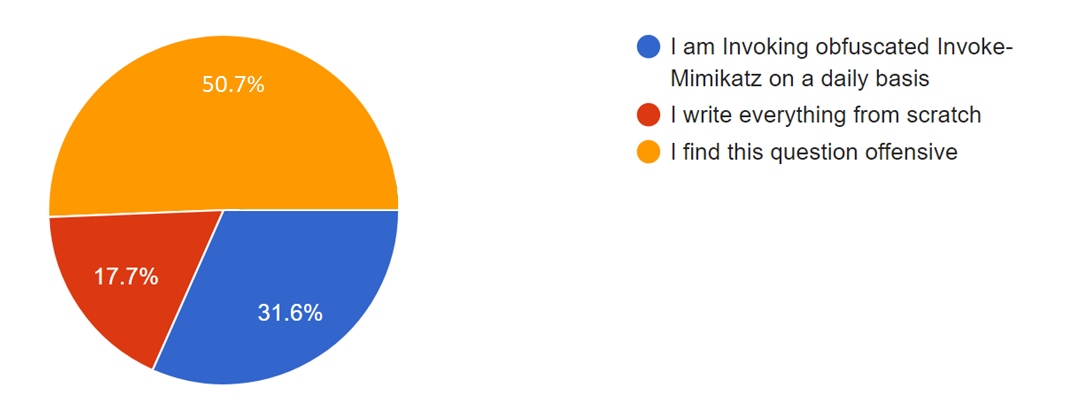 50.7%
17.7%
31.6%
I am Invoking obfuscated Invoke-
Mimikatz on a daily basis
I write everything from scratch
I find this question offensive